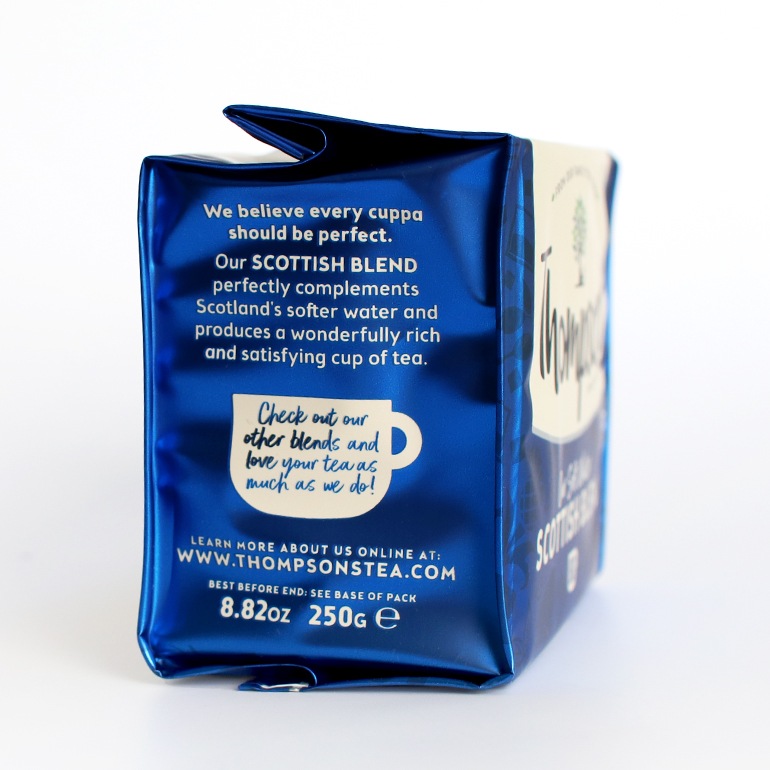 We believe every cuppa
should be perfect.
Our SCOTTISH BLEND
perfectly complements
Scotland's softer water and
produces a wonderfully rich
and satisfying cup of tea.
Check out our
other blends and
love your tea as
much as we do!
LEARN MORE ABOUT US ONLINE AT:
WWW.THOMPSONSTEA.COM
BEST BEFORE END: SEE BASE OF PACK
8.82OZ 250G ℮
SCOTTISH BLEND